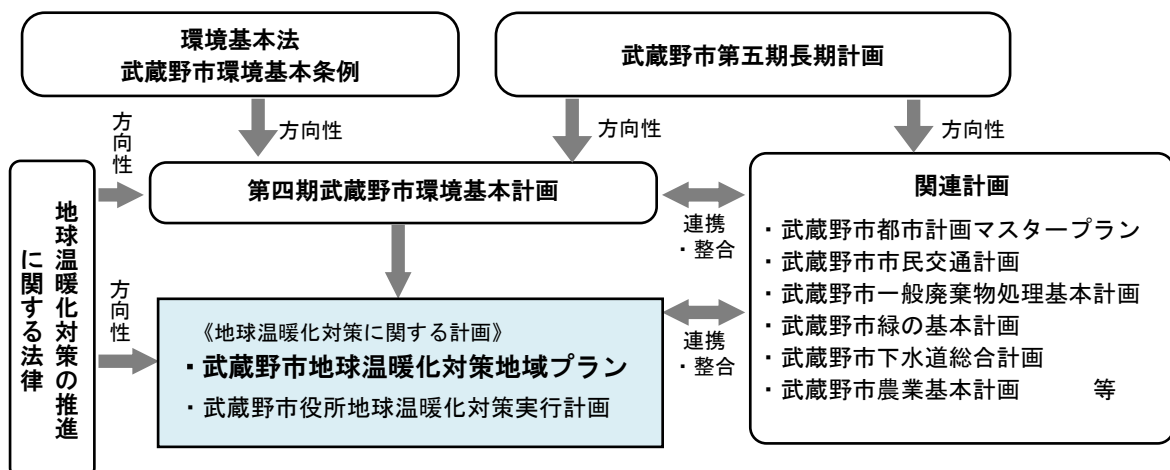 環境基本法
武蔵野市環境基本条例
武蔵野市第五期長期計画
方向性
方向性
方向性
方向性
地球温暖化対策の推進
に関する法律
第四期武蔵野市環境基本計画
連携
・整合
関連計画
・武蔵野市都市計画マスタープラン
・武蔵野市市民交通計画
・武蔵野市一般廃棄物処理基本計画
・武蔵野市緑の基本計画
・武蔵野市下水道総合計画
・武蔵野市農業基本計画　等
方向性
《地球温暖化対策に関する計画》
・武蔵野市地球温暖化対策地域プラン
・武蔵野市役所地球温暖化対策実行計画
連携
・整合